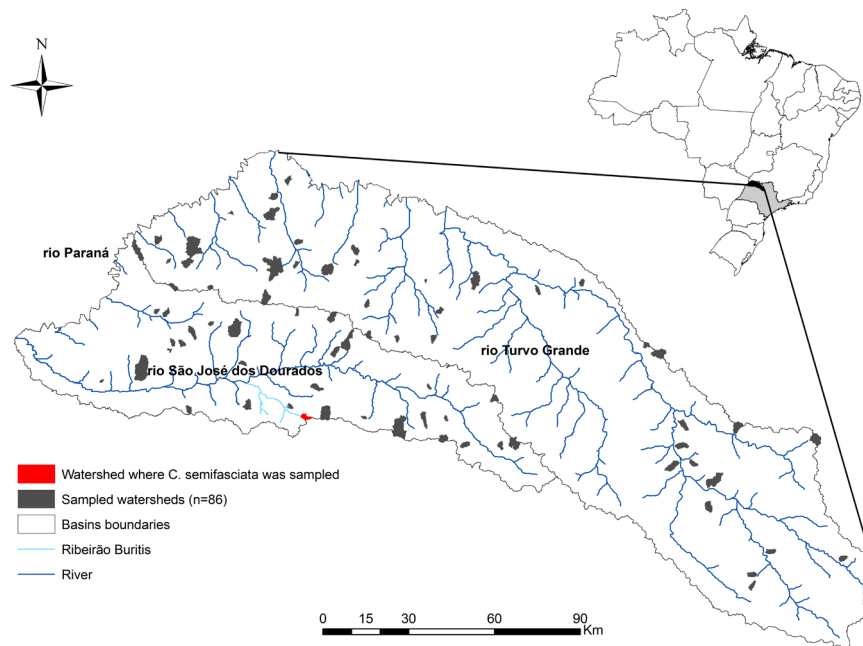 N
rio Paraná
rio Turvo Grande
rio São José dos Dourados
Watershed where C. semifasciata was sampled
Sampled watersheds (n=86)
Basins boundaries
Ribeirão Buritis
River
0 15 30 60 90
Km